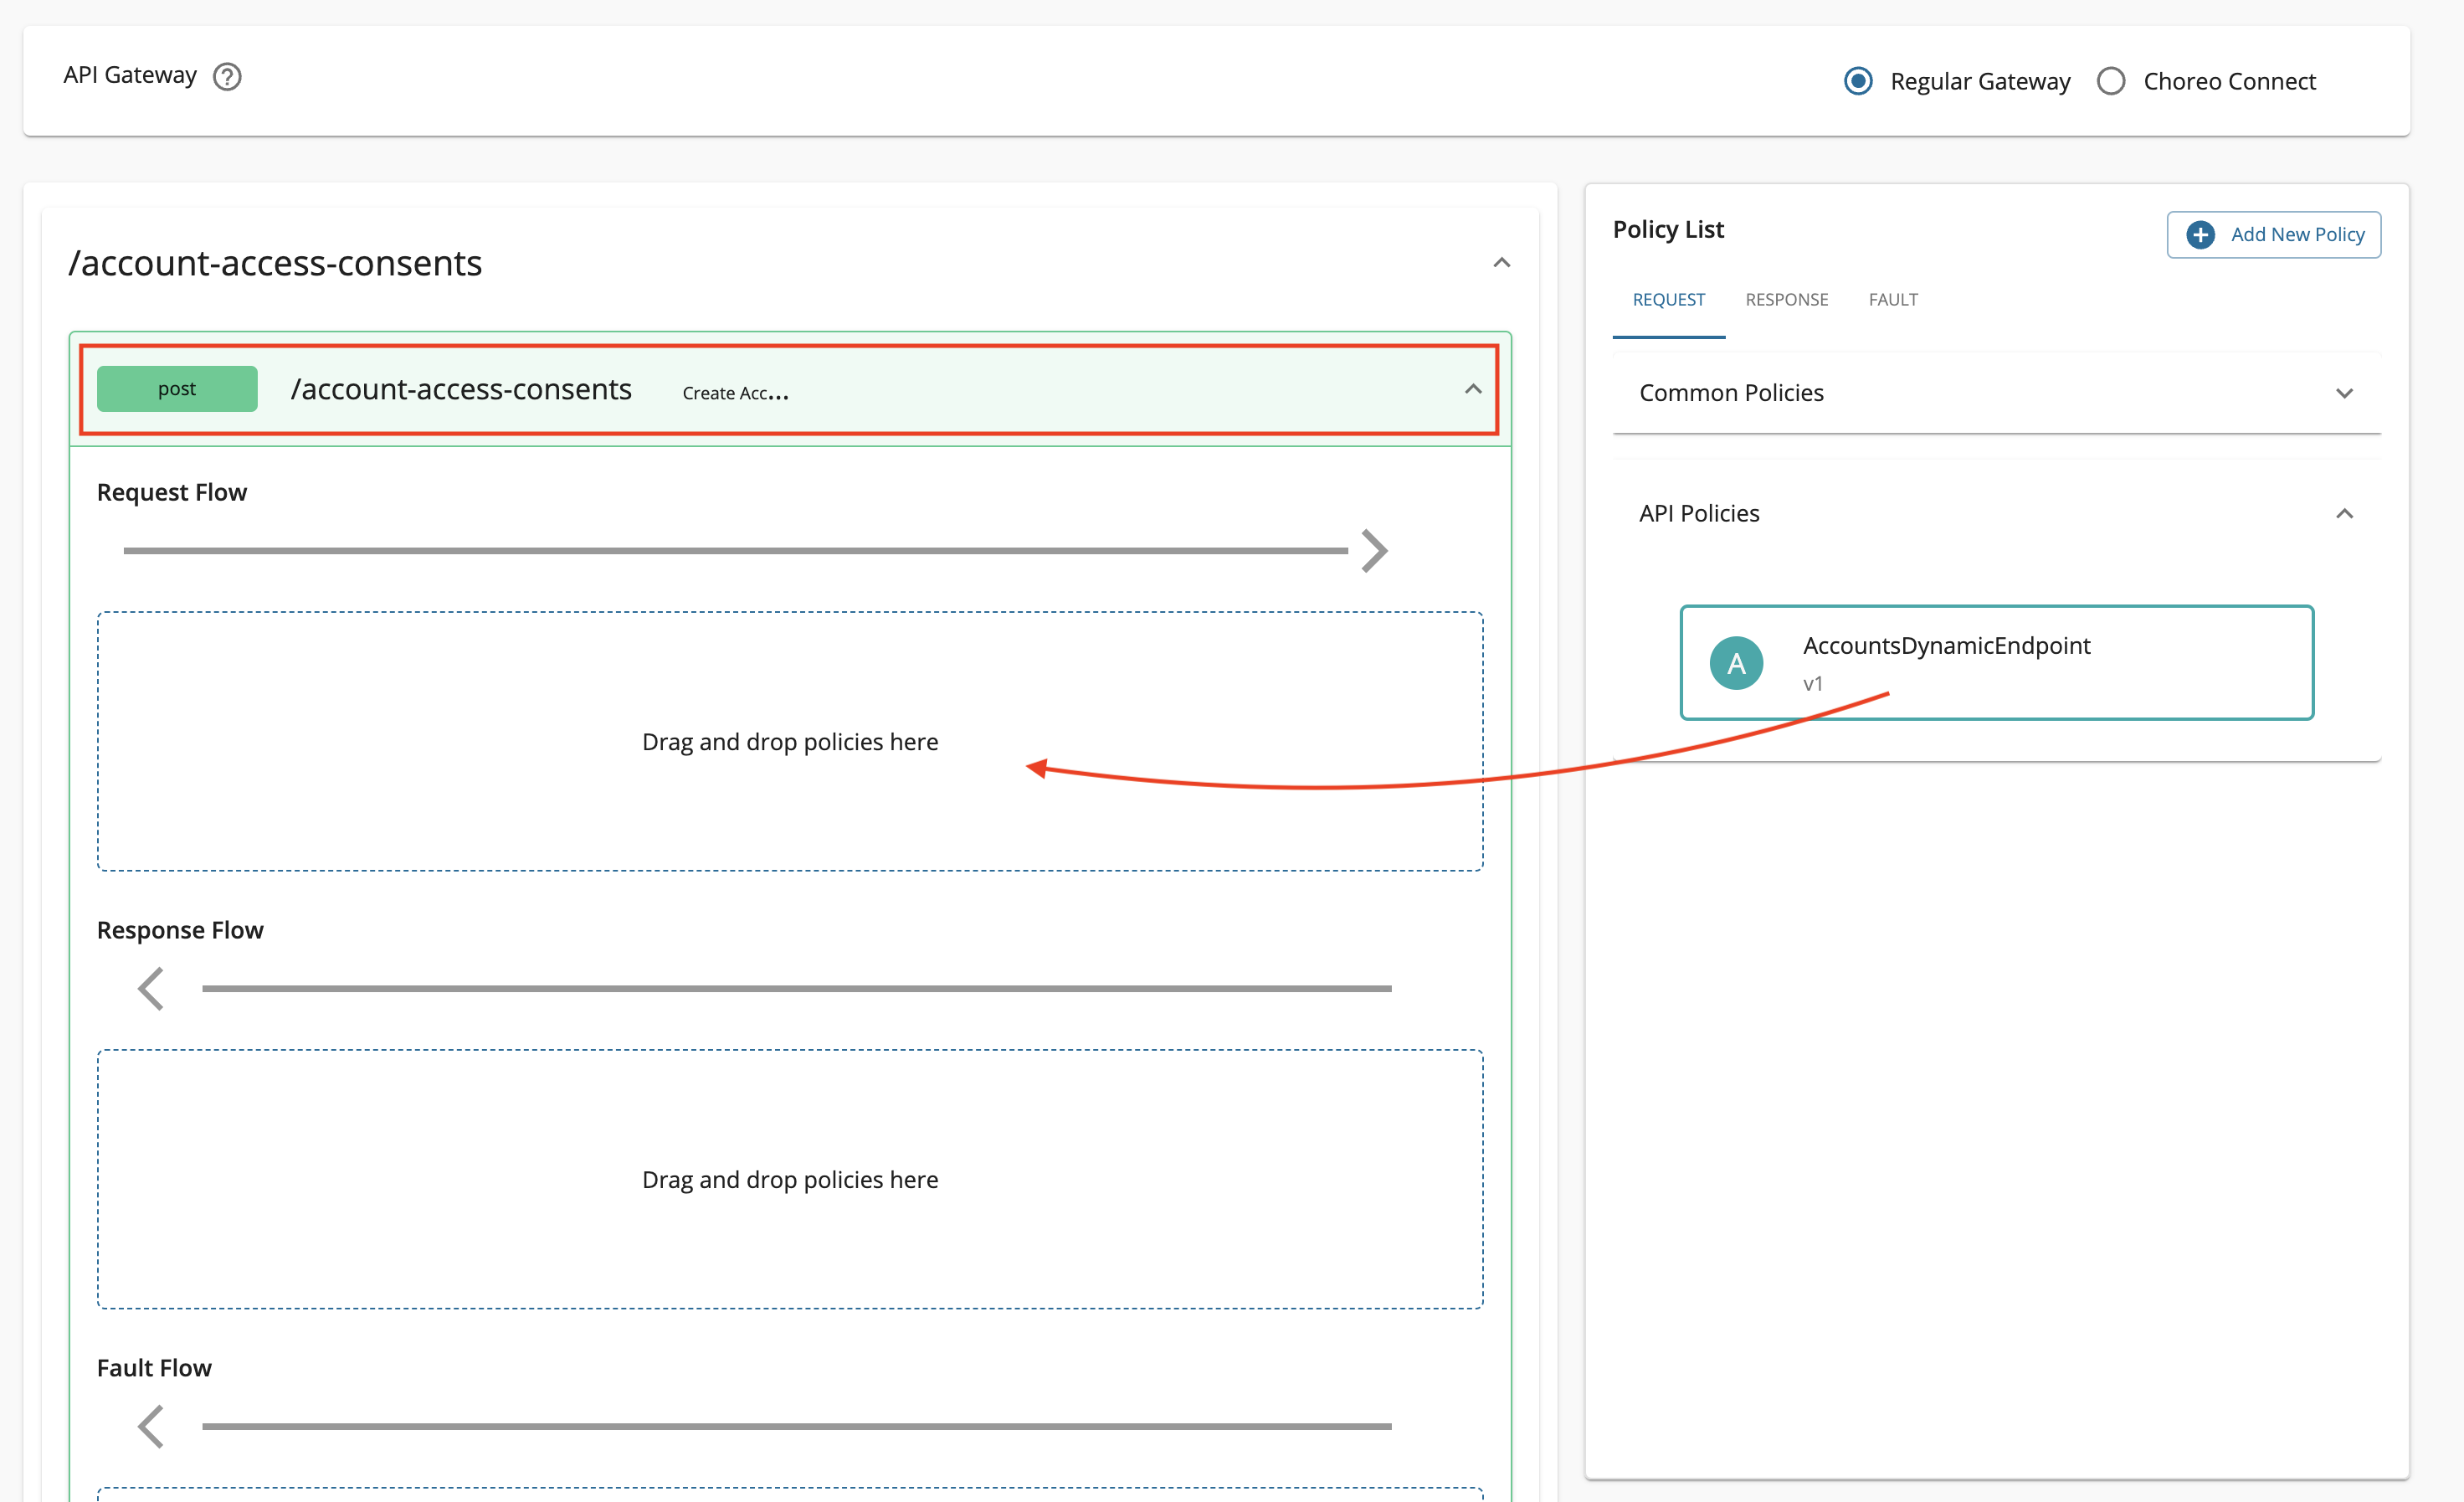 API Gateway ?
Regular Gateway Choreo Connect
/account-access-consents
post /account-access-consents Create Acc...
Request Flow
Drag and drop policies here
Response Flow
Drag and drop policies here
Fault Flow
Policy List
Add New Policy
REQUEST RESPONSE FAULT
Common Policies
API Policies
A AccountsDynamicEndpoint
v1